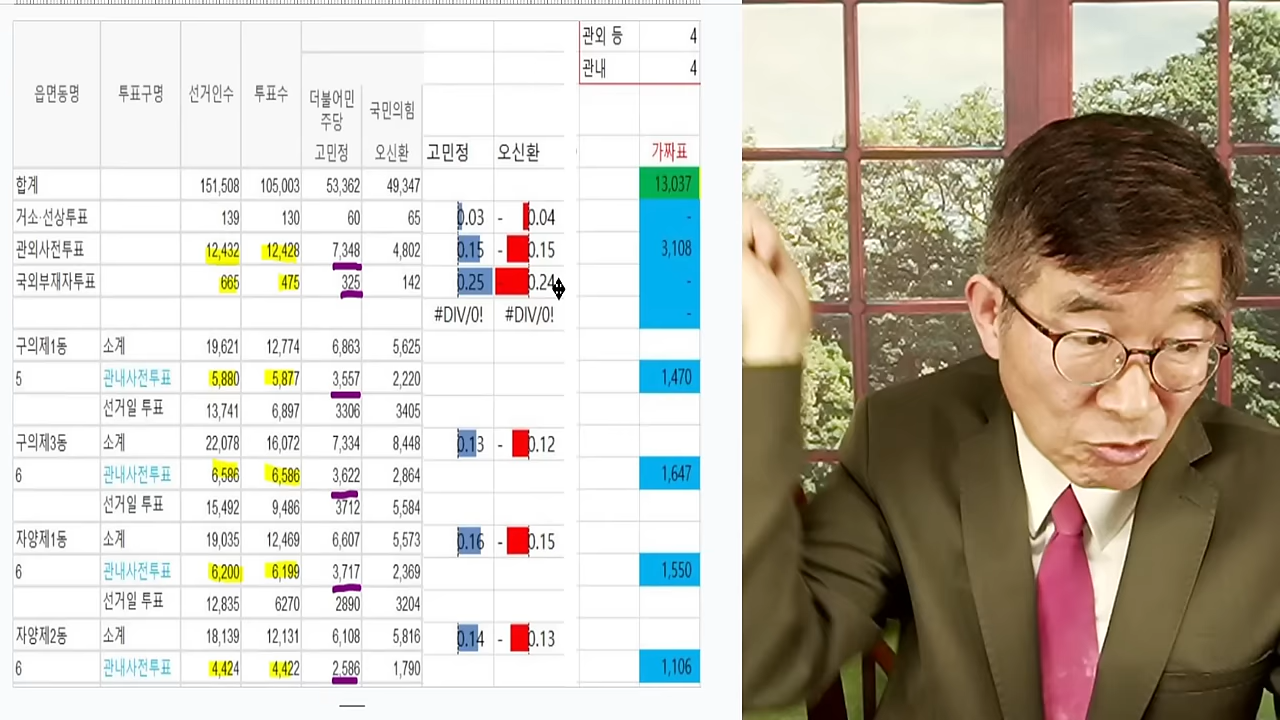 관외 등 4
관내 4
읍면동명 투표구명 선거인수 투표수 더불어민주당 고민정 국민의힘 오신환 고민정 오신환 가짜표
합계 151,508 105,003 53,362 49,347 13,037
거소·선상투표 139 130 60 65 0.03 - 0.04 -
관외사전투표 12,432 12,428 7,348 4,802 0.15 - 0.15 3,108
국외부재자투표 665 475 325 142 0.25 0.24 -
#DIV/0! #DIV/0! -
구의제1동 소계 19,621 12,774 6,863 5,625
5 관내사전투표 5,880 5,877 3,557 2,220 1,470
선거일 투표 13,741 6,897 3306 3405
구의제3동 소계 22,078 16,072 7,334 8,448 0.13 - 0.12
6 관내사전투표 6,586 6,586 3,622 2,864 1,647
선거일 투표 15,492 9,486 3712 5,584
자양제1동 소계 19,035 12,469 6,607 5,573 0.16 - 0.15
6 관내사전투표 6,200 6,199 3,717 2,369 1,550
선거일 투표 12,835 6270 2890 3204
자양제2동 소계 18,139 12,131 6,108 5,816 0.14 - 0.13
6 관내사전투표 4,424 4,422 2,586 1,790 1,106